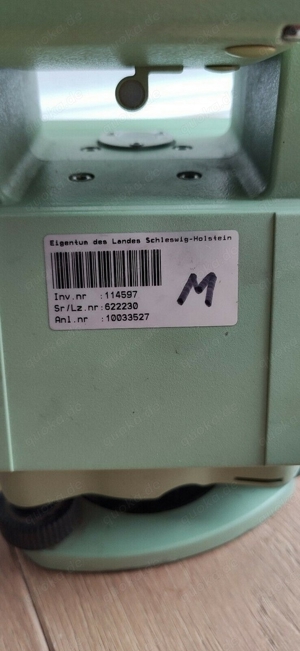 Eigentum des Landes Schleswig-Holstein
Inv.nr :114597
Sr/Lz.nr:622230
Anl.nr :10033527
M